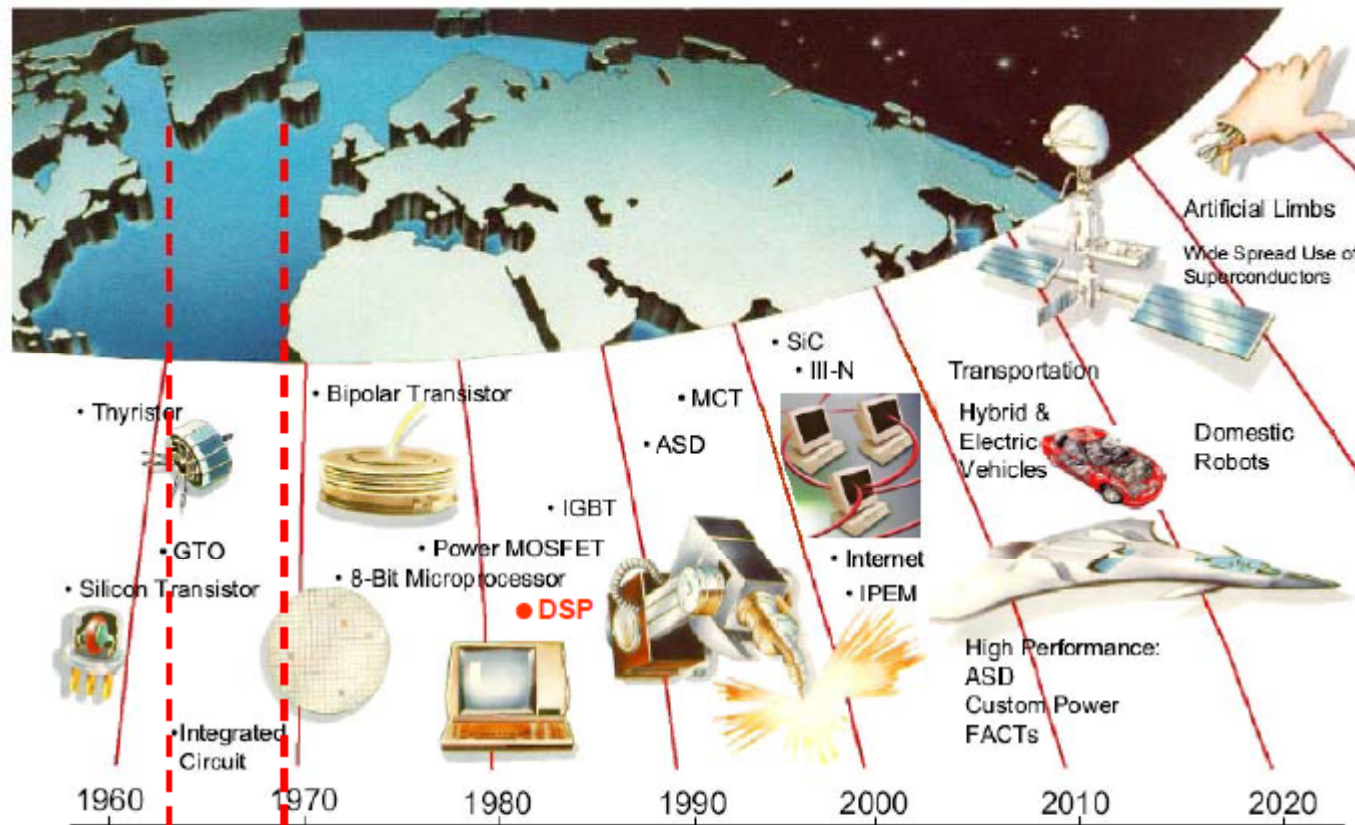 Artificial Limbs
Wide Spread Use of
Superconductors
• SiC
• III-N
Transportation
• Thyrister
• Bipolar Transistor
• MCT
Hybrid &
Electric
Vehicles
Domestic
Robots
• ASD
• IGBT
• GTO
• Power MOSFET
• Internet
• Silicon Transistor
• 8-Bit Microprocessor
• IPEM
● DSP
High Performance:
ASD
Custom Power
FACTs
•Integrated
Circuit
1960 1970 1980 1990 2000 2010 2020